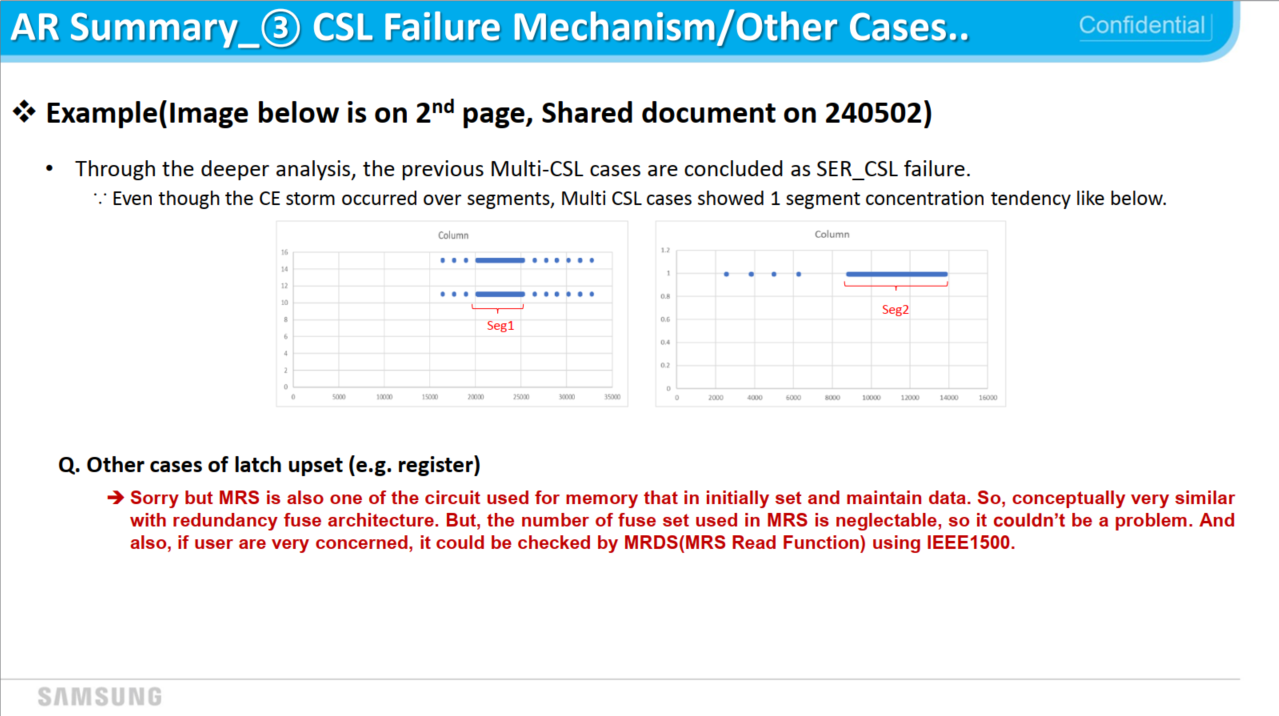 AR Summary_③ CSL Failure Mechanism/Other Cases..
Confidential
❖ Example(Image below is on 2nd page, Shared document on 240502)
• Through the deeper analysis, the previous Multi-CSL cases are concluded as SER_CSL failure.
∵ Even though the CE storm occurred over segments, Multi CSL cases showed 1 segment concentration tendency like below.
Column
16
14
12
10
8
6
4
2
0
0 5000 10000 15000 20000 25000 30000 35000
Seg1
Column
1.2
1
0.8
0.6
0.4
0.2
0
0 2000 4000 6000 8000 10000 12000 14000 16000
Seg2
Q. Other cases of latch upset (e.g. register)
➔ Sorry but MRS is also one of the circuit used for memory that in initially set and maintain data. So, conceptually very similar
with redundancy fuse architecture. But, the number of fuse set used in MRS is neglectable, so it couldn't be a problem. And
also, if user are very concerned, it could be checked by MRDS(MRS Read Function) using IEEE1500.
SAMSUNG